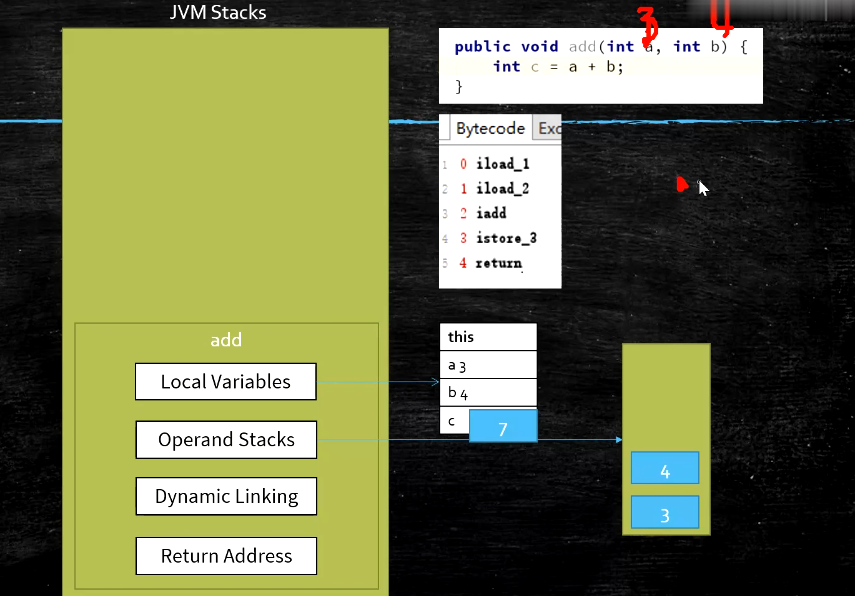 JVM Stacks
3 4
public void add(int a, int b) {
int c = a + b;
}
Bytecode Exc
1 0 iload_1
2 1 iload_2
3 2 iadd
4 3 istore_3
5 4 return
add
Local Variables
Operand Stacks
Dynamic Linking
Return Address
this
a 3
b 4
c 7
4
3